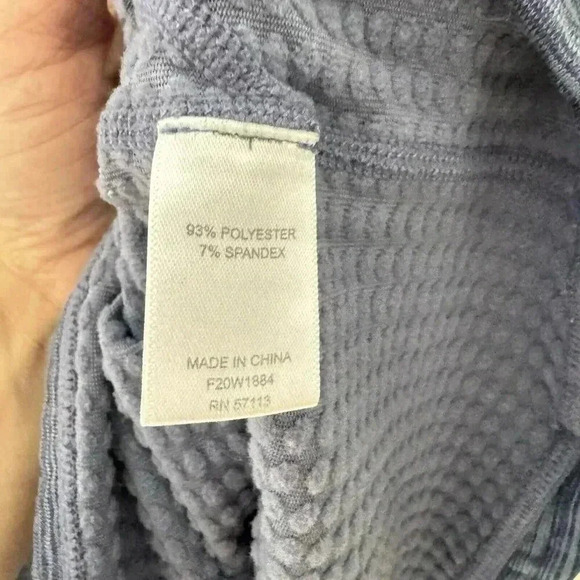 93% POLYESTER
7% SPANDEX
MADE IN CHINA
F20W1884
RN 57113